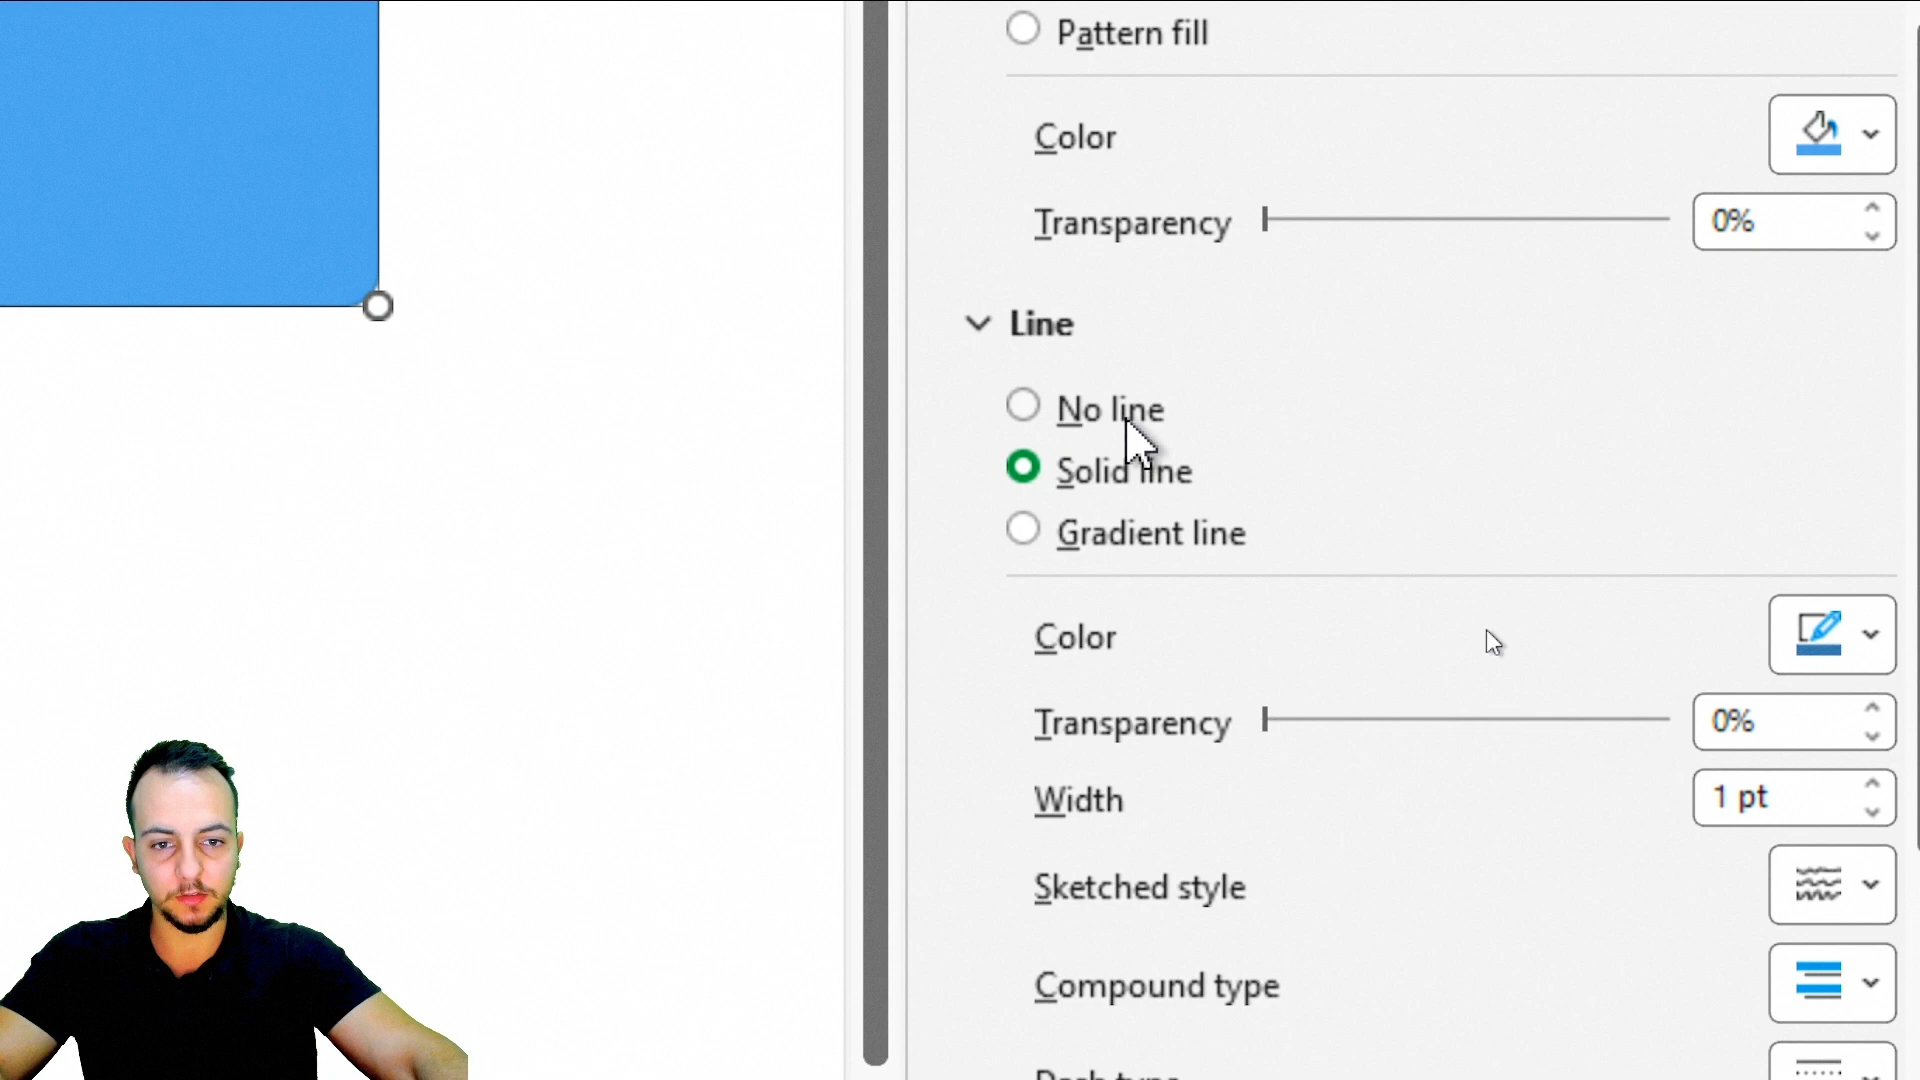 Pattern fill
Color
Transparency 0%
Line
No line
Solid line
Gradient line
Color
Transparency 0%
Width 1 pt
Sketched style
Compound type